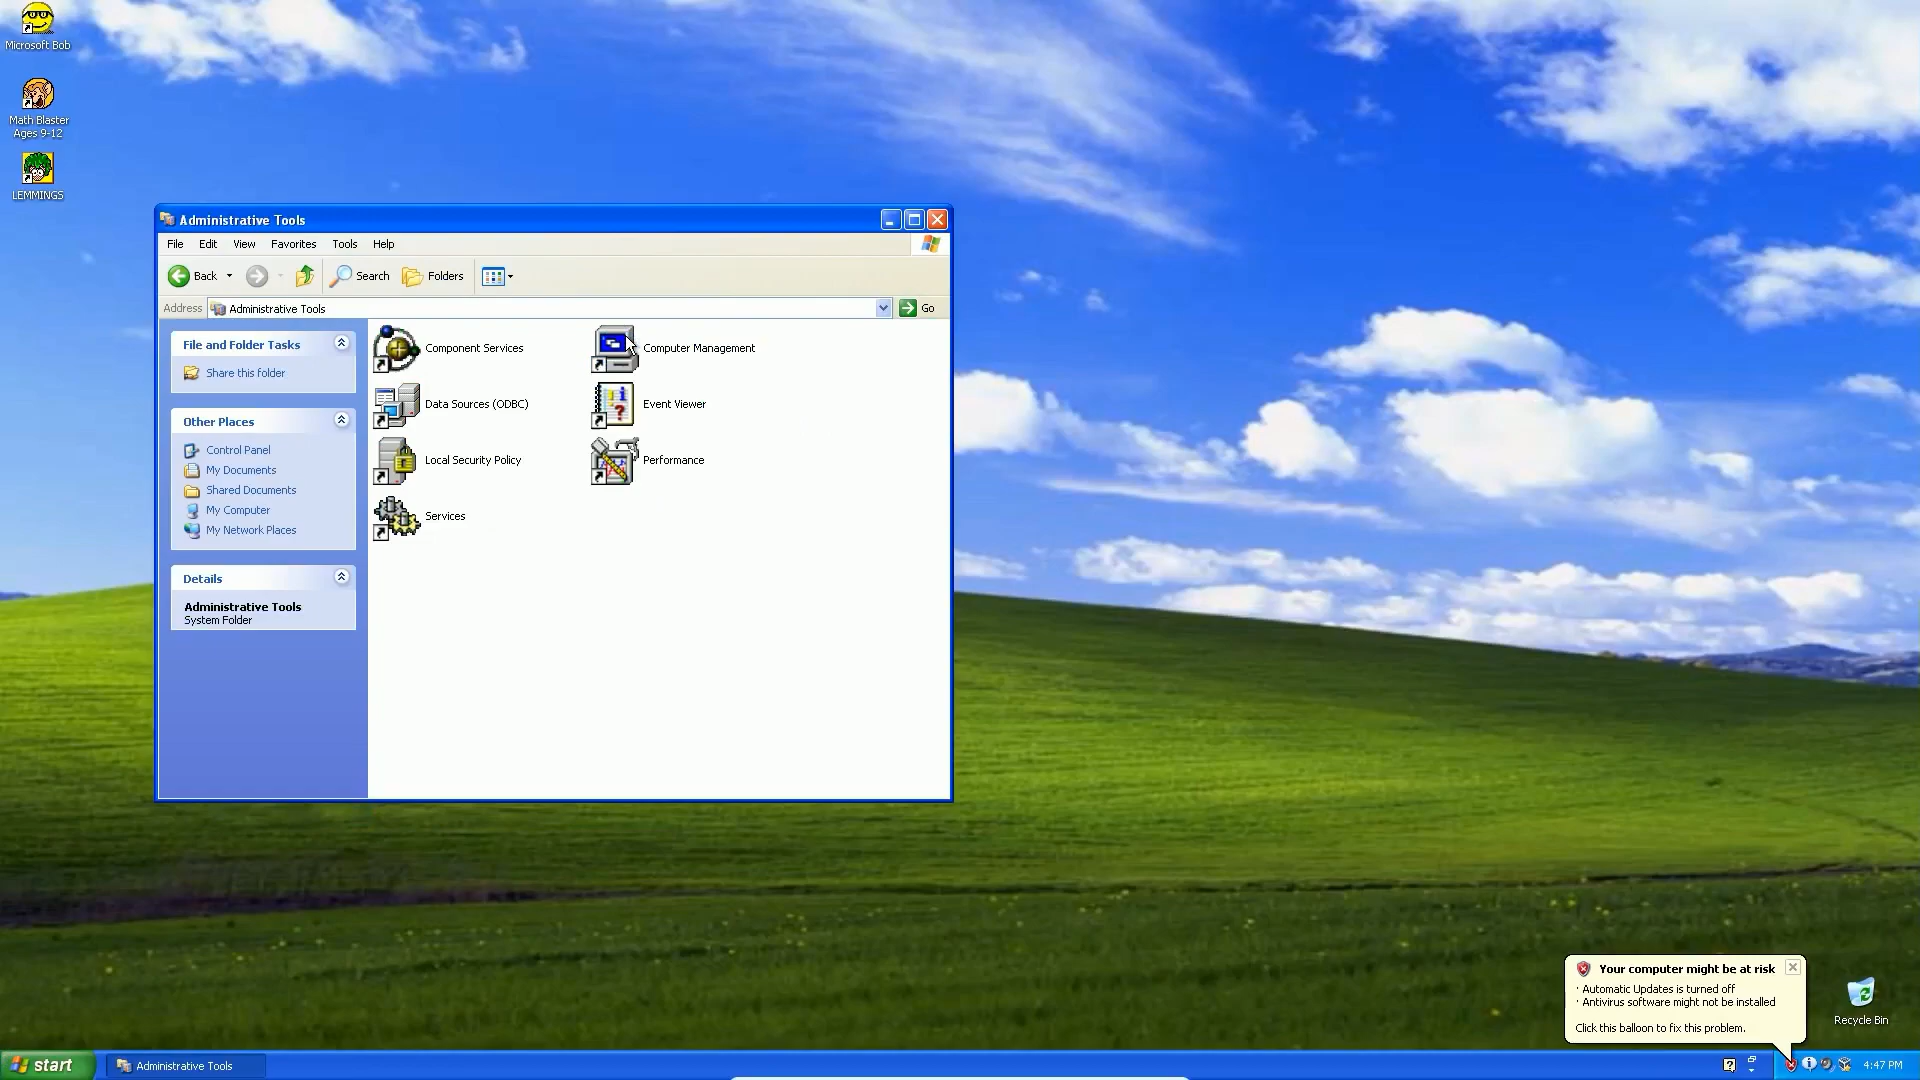 Microsoft Bob
Math Blaster
Ages 9-12
LEMMINGS
Administrative Tools
File Edit View Favorites Tools Help
Back Search Folders
Address Administrative Tools Go
File and Folder Tasks
Share this folder
Other Places
Control Panel
My Documents
Shared Documents
My Computer
My Network Places
Details
Administrative Tools
System Folder
Component Services
Computer Management
Data Sources (ODBC)
Event Viewer
Local Security Policy
Performance
Services
Your computer might be at risk
· Automatic Updates is turned off
· Antivirus software might not be installed
Click this balloon to fix this problem.
Recycle Bin
start Administrative Tools 4:47 PM